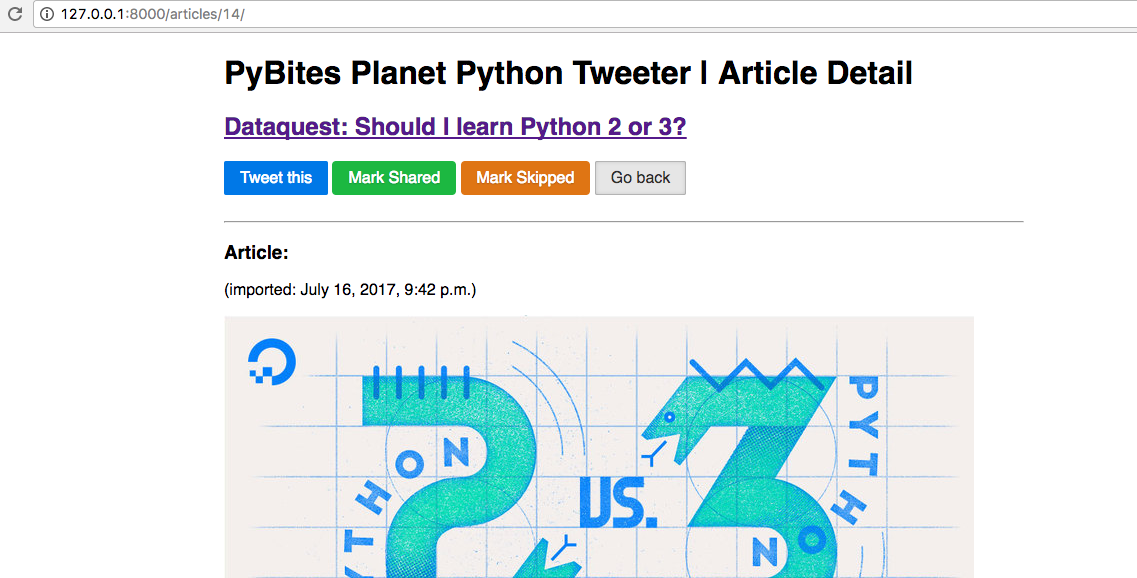 127.0.0.1:8000/articles/14/
PyBites Planet Python Tweeter | Article Detail
Dataquest: Should I learn Python 2 or 3?
Tweet this Mark Shared Mark Skipped Go back
Article:
(imported: July 16, 2017, 9:42 p.m.)
YTHON
VS.
PYTHON